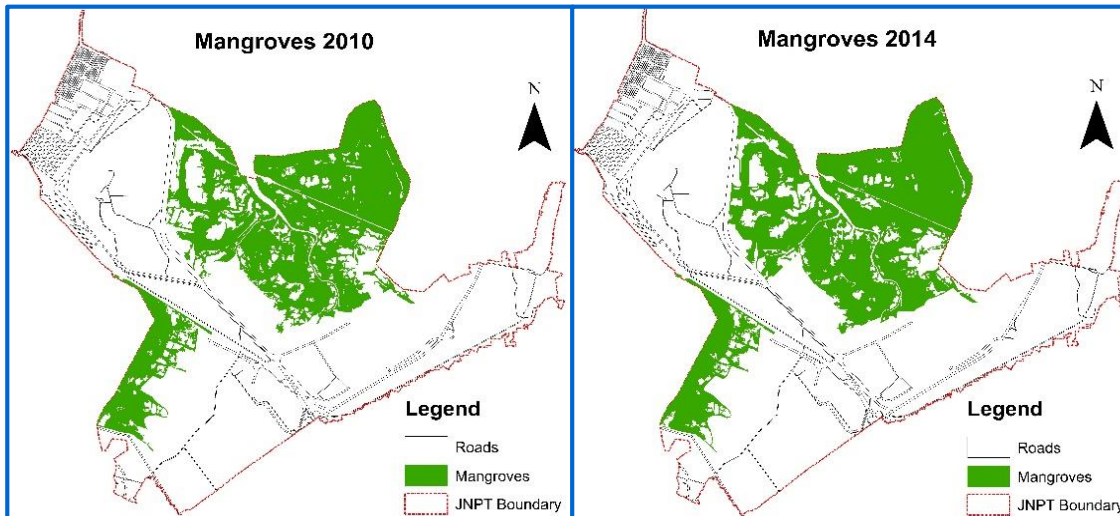 Mangroves 2010
N
Legend
Roads
Mangroves
JNPT Boundary
Mangroves 2014
N
Legend
Roads
Mangroves
JNPT Boundary